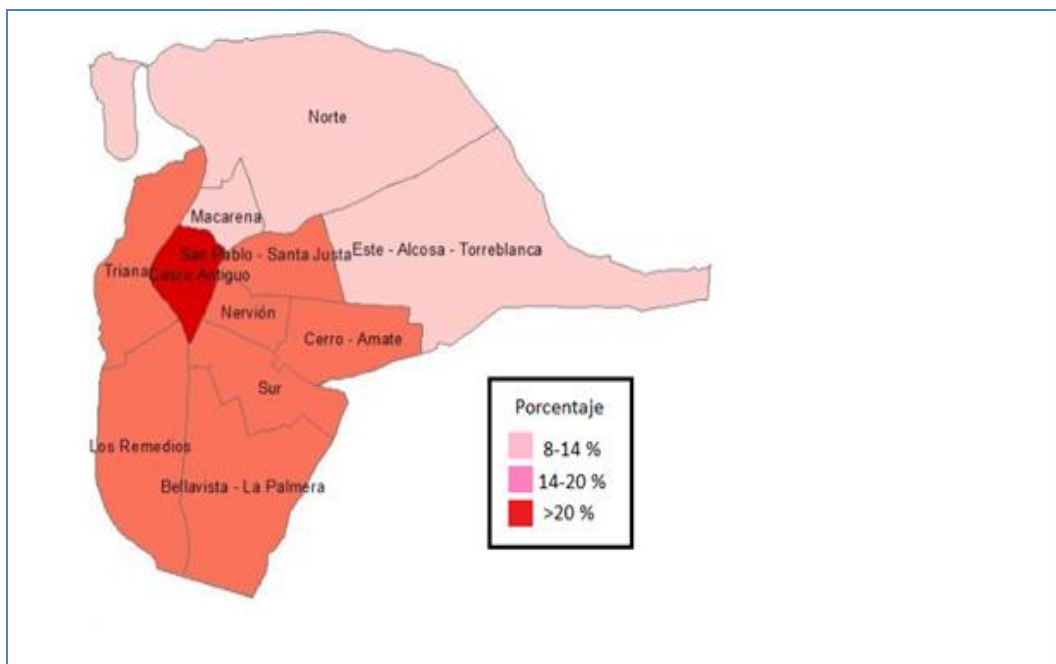 Norte
Macarena
San Pablo - Santa Justa
Este - Alcosa - Torreblanca
Triana
Casco Antiguo
Nervión
Cerro - Amate
Sur
Los Remedios
Bellavista - La Palmera
Porcentaje
8-14 %
14-20 %
>20 %